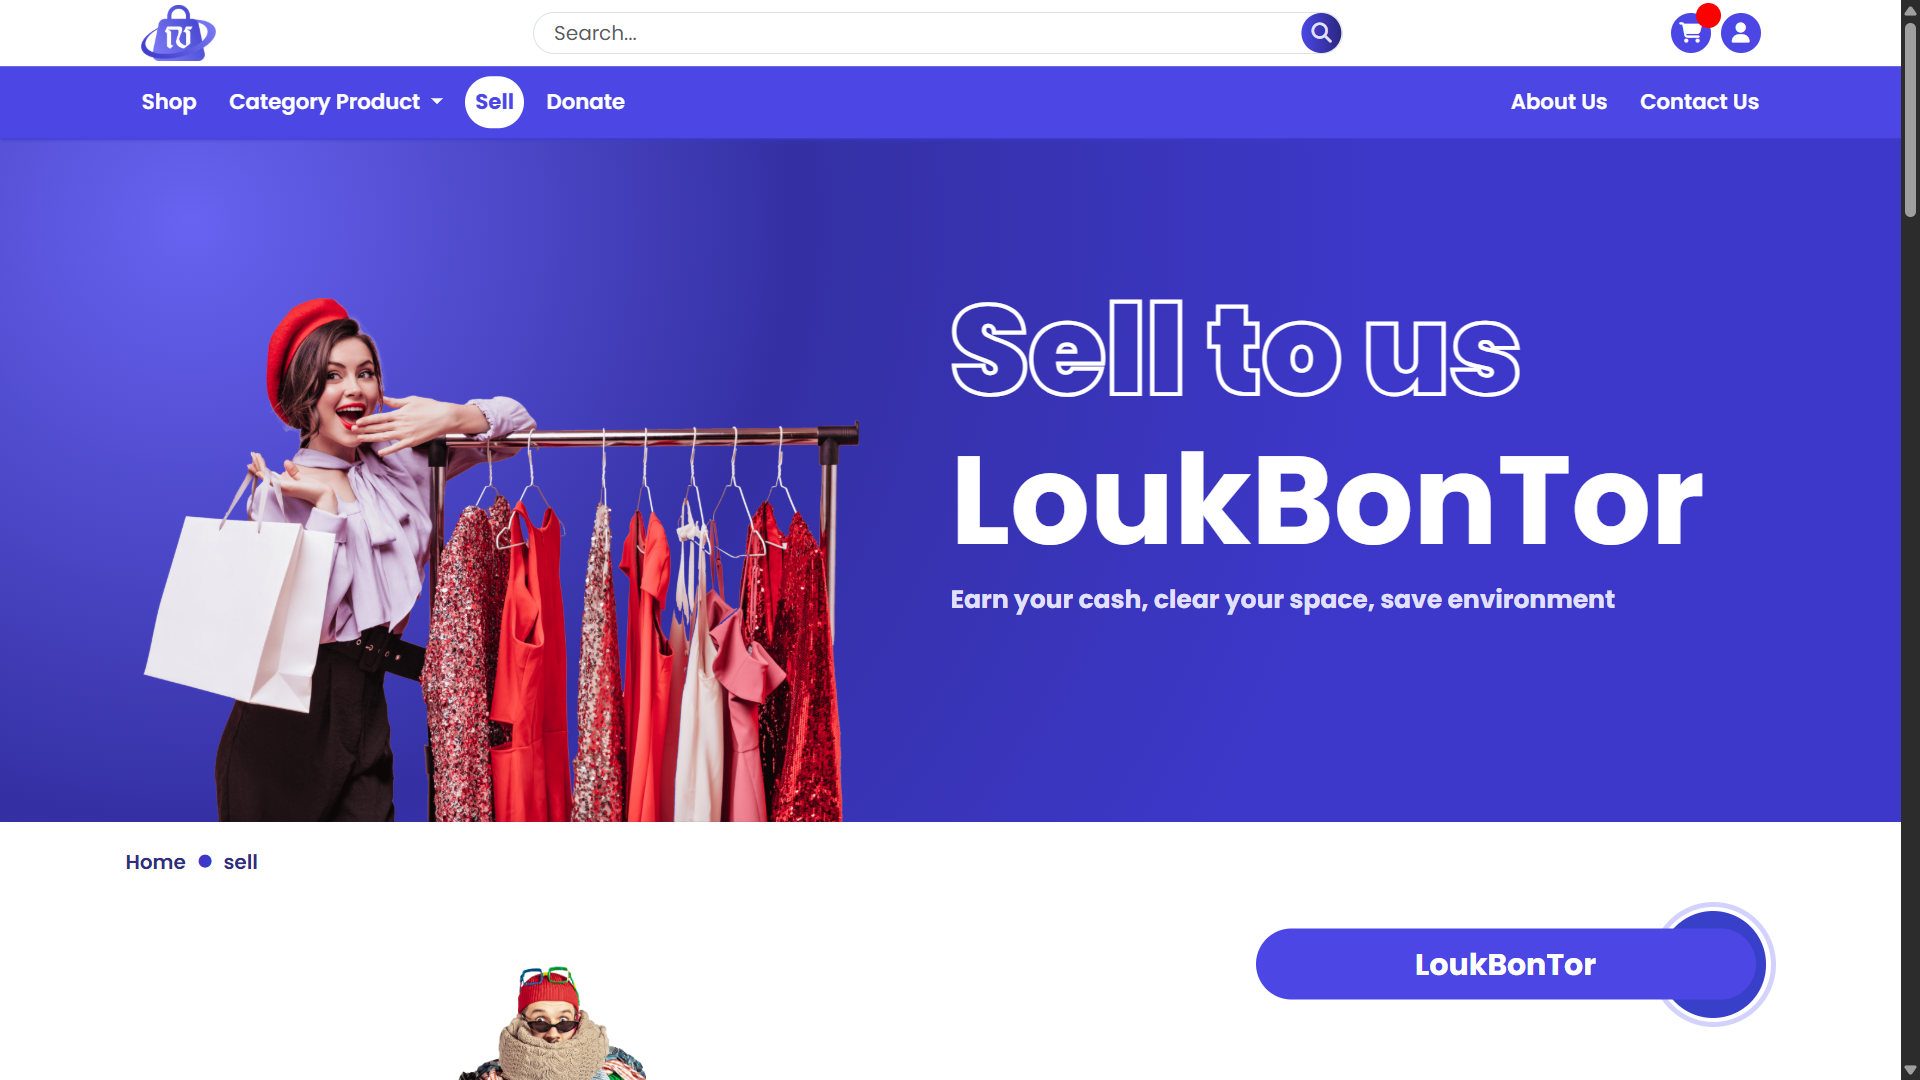 Search...
Shop Category Product Sell Donate About Us Contact Us
Sell to us
LoukBonTor
Earn your cash, clear your space, save environment
Home sell
LoukBonTor